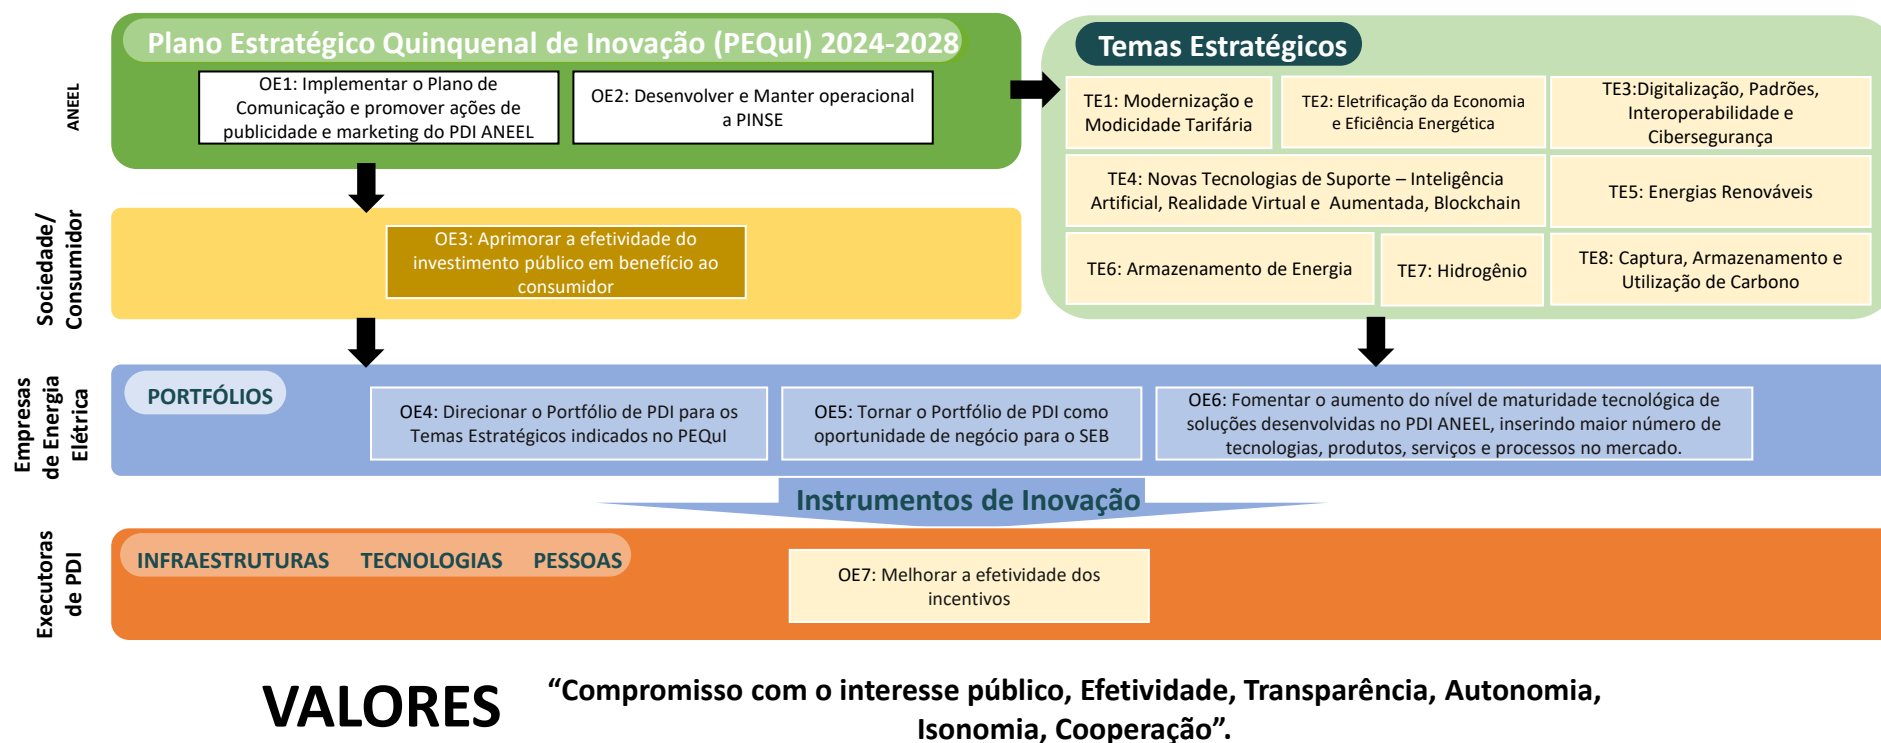 ANEEL
Plano Estratégico Quinquenal de Inovação (PEQuI) 2024-2028
OE1: Implementar o Plano de
Comunicação e promover ações de
publicidade e marketing do PDI ANEEL
OE2: Desenvolver e Manter operacional
a PINSE
Temas Estratégicos
TE1: Modernização e
Modicidade Tarifária
TE2: Eletrificação da Economia
e Eficiência Energética
TE3:Digitalização, Padrões,
Interoperabilidade e
Cibersegurança
TE4: Novas Tecnologias de Suporte – Inteligência
Artificial, Realidade Virtual e Aumentada, Blockchain
TE5: Energias Renováveis
TE6: Armazenamento de Energia
TE7: Hidrogênio
TE8: Captura, Armazenamento e
Utilização de Carbono
Sociedade/
Consumidor
OE3: Aprimorar a efetividade do
investimento público em benefício ao
consumidor
Empresas
de Energia
Elétrica
PORTFÓLIOS
OE4: Direcionar o Portfólio de PDI para os
Temas Estratégicos indicados no PEQuI
OE5: Tornar o Portfólio de PDI como
oportunidade de negócio para o SEB
OE6: Fomentar o aumento do nível de maturidade tecnológica de
soluções desenvolvidas no PDI ANEEL, inserindo maior número de
tecnologias, produtos, serviços e processos no mercado.
Instrumentos de Inovação
Executoras
de PDI
INFRAESTRUTURAS TECNOLOGIAS PESSOAS
OE7: Melhorar a efetividade dos
incentivos
VALORES
“Compromisso com o interesse público, Efetividade, Transparência, Autonomia,
Isonomia, Cooperação”.